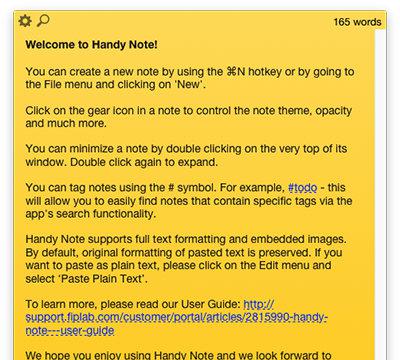 165 words
Welcome to Handy Note!
You can create a new note by using the ⌘N hotkey or by going
to the File menu and clicking on ‘New’.
Click on the gear icon in a note to control the note theme, opacity
and much more.
You can minimize a note by double clicking on the very top of its
window. Double click again to expand.
You can tag notes using the # symbol. For example, #todo - this
will allow you to easily find notes that contain specific tags via the
app’s search functionality.
Handy Note supports full text formatting and embedded images.
By default, original formatting of pasted text is preserved. If you
want to paste as plain text, please click on the Edit menu and
select ‘Paste Plain Text’.
To learn more, please read our User Guide: http://
support.fiplab.com/customer/portal/articles/2815990-handy-
note---user-guide
We hope you enjoy using Handy Note and we look forward to